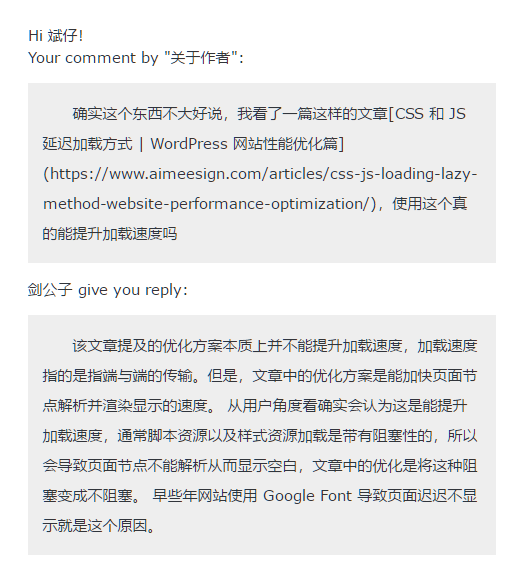 Hi 斌仔!
Your comment by "关于作者":
确实这个东西不大好说，我看了一篇这样的文章[CSS 和 JS
延迟加载方式 | WordPress 网站性能优化篇]
(https://www.aimeesign.com/articles/css-js-loading-lazy-
method-website-performance-optimization/)，使用这个真
的能提升加载速度吗
剑公子 give you reply:
该文章提及的优化方案本质上并不能提升加载速度，加载速度
指的是指端与端的传输。但是，文章中的优化方案是能加快页面节
点解析并渲染显示的速度。 从用户角度看确实会认为这是能提升
加载速度，通常脚本资源以及样式资源加载是带有阻塞性的，所以
会导致页面节点不能解析从而显示空白，文章中的优化是将这种阻
塞变成不阻塞。 早些年网站使用 Google Font 导致页面迟迟不显
示就是这个原因。